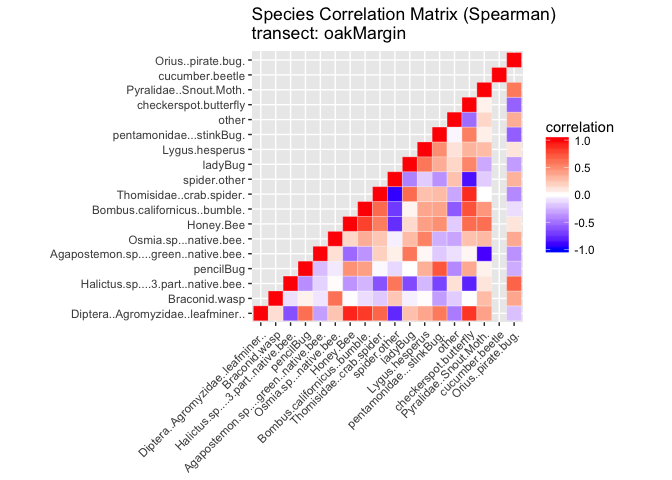 Species Correlation Matrix (Spearman)
transect: oakMargin
Orius..pirate.bug.
cucumber.beetle
Pyralidae..Snout.Moth.
checkerspot.butterfly
other
pentamonidae...stinkBug.
Lygus.hesperus
ladyBug
spider.other
Thomisidae..crab.spider.
Bombus.californicus..bumble.
Honey.Bee
Osmia.sp...native.bee.
Agapostemon.sp....green..native.bee.
pencilBug
Halictus.sp....3.part..native.bee.
Braconid.wasp
Diptera..Agromyzidae..leafminer..
correlation
1.0
0.5
0.0
-0.5
-1.0
Diptera..Agromyzidae..leafminer..
Braconid.wasp
Halictus.sp....3.part..native.bee.
pencilBug
Agapostemon.sp....green..native.bee.
Osmia.sp...native.bee.
Honey.Bee
Bombus.californicus..bumble.
Thomisidae..crab.spider.
spider.other
ladyBug
Lygus.hesperus
pentamonidae...stinkBug.
other
checkerspot.butterfly
Pyralidae..Snout.Moth.
cucumber.beetle
Orius..pirate.bug.